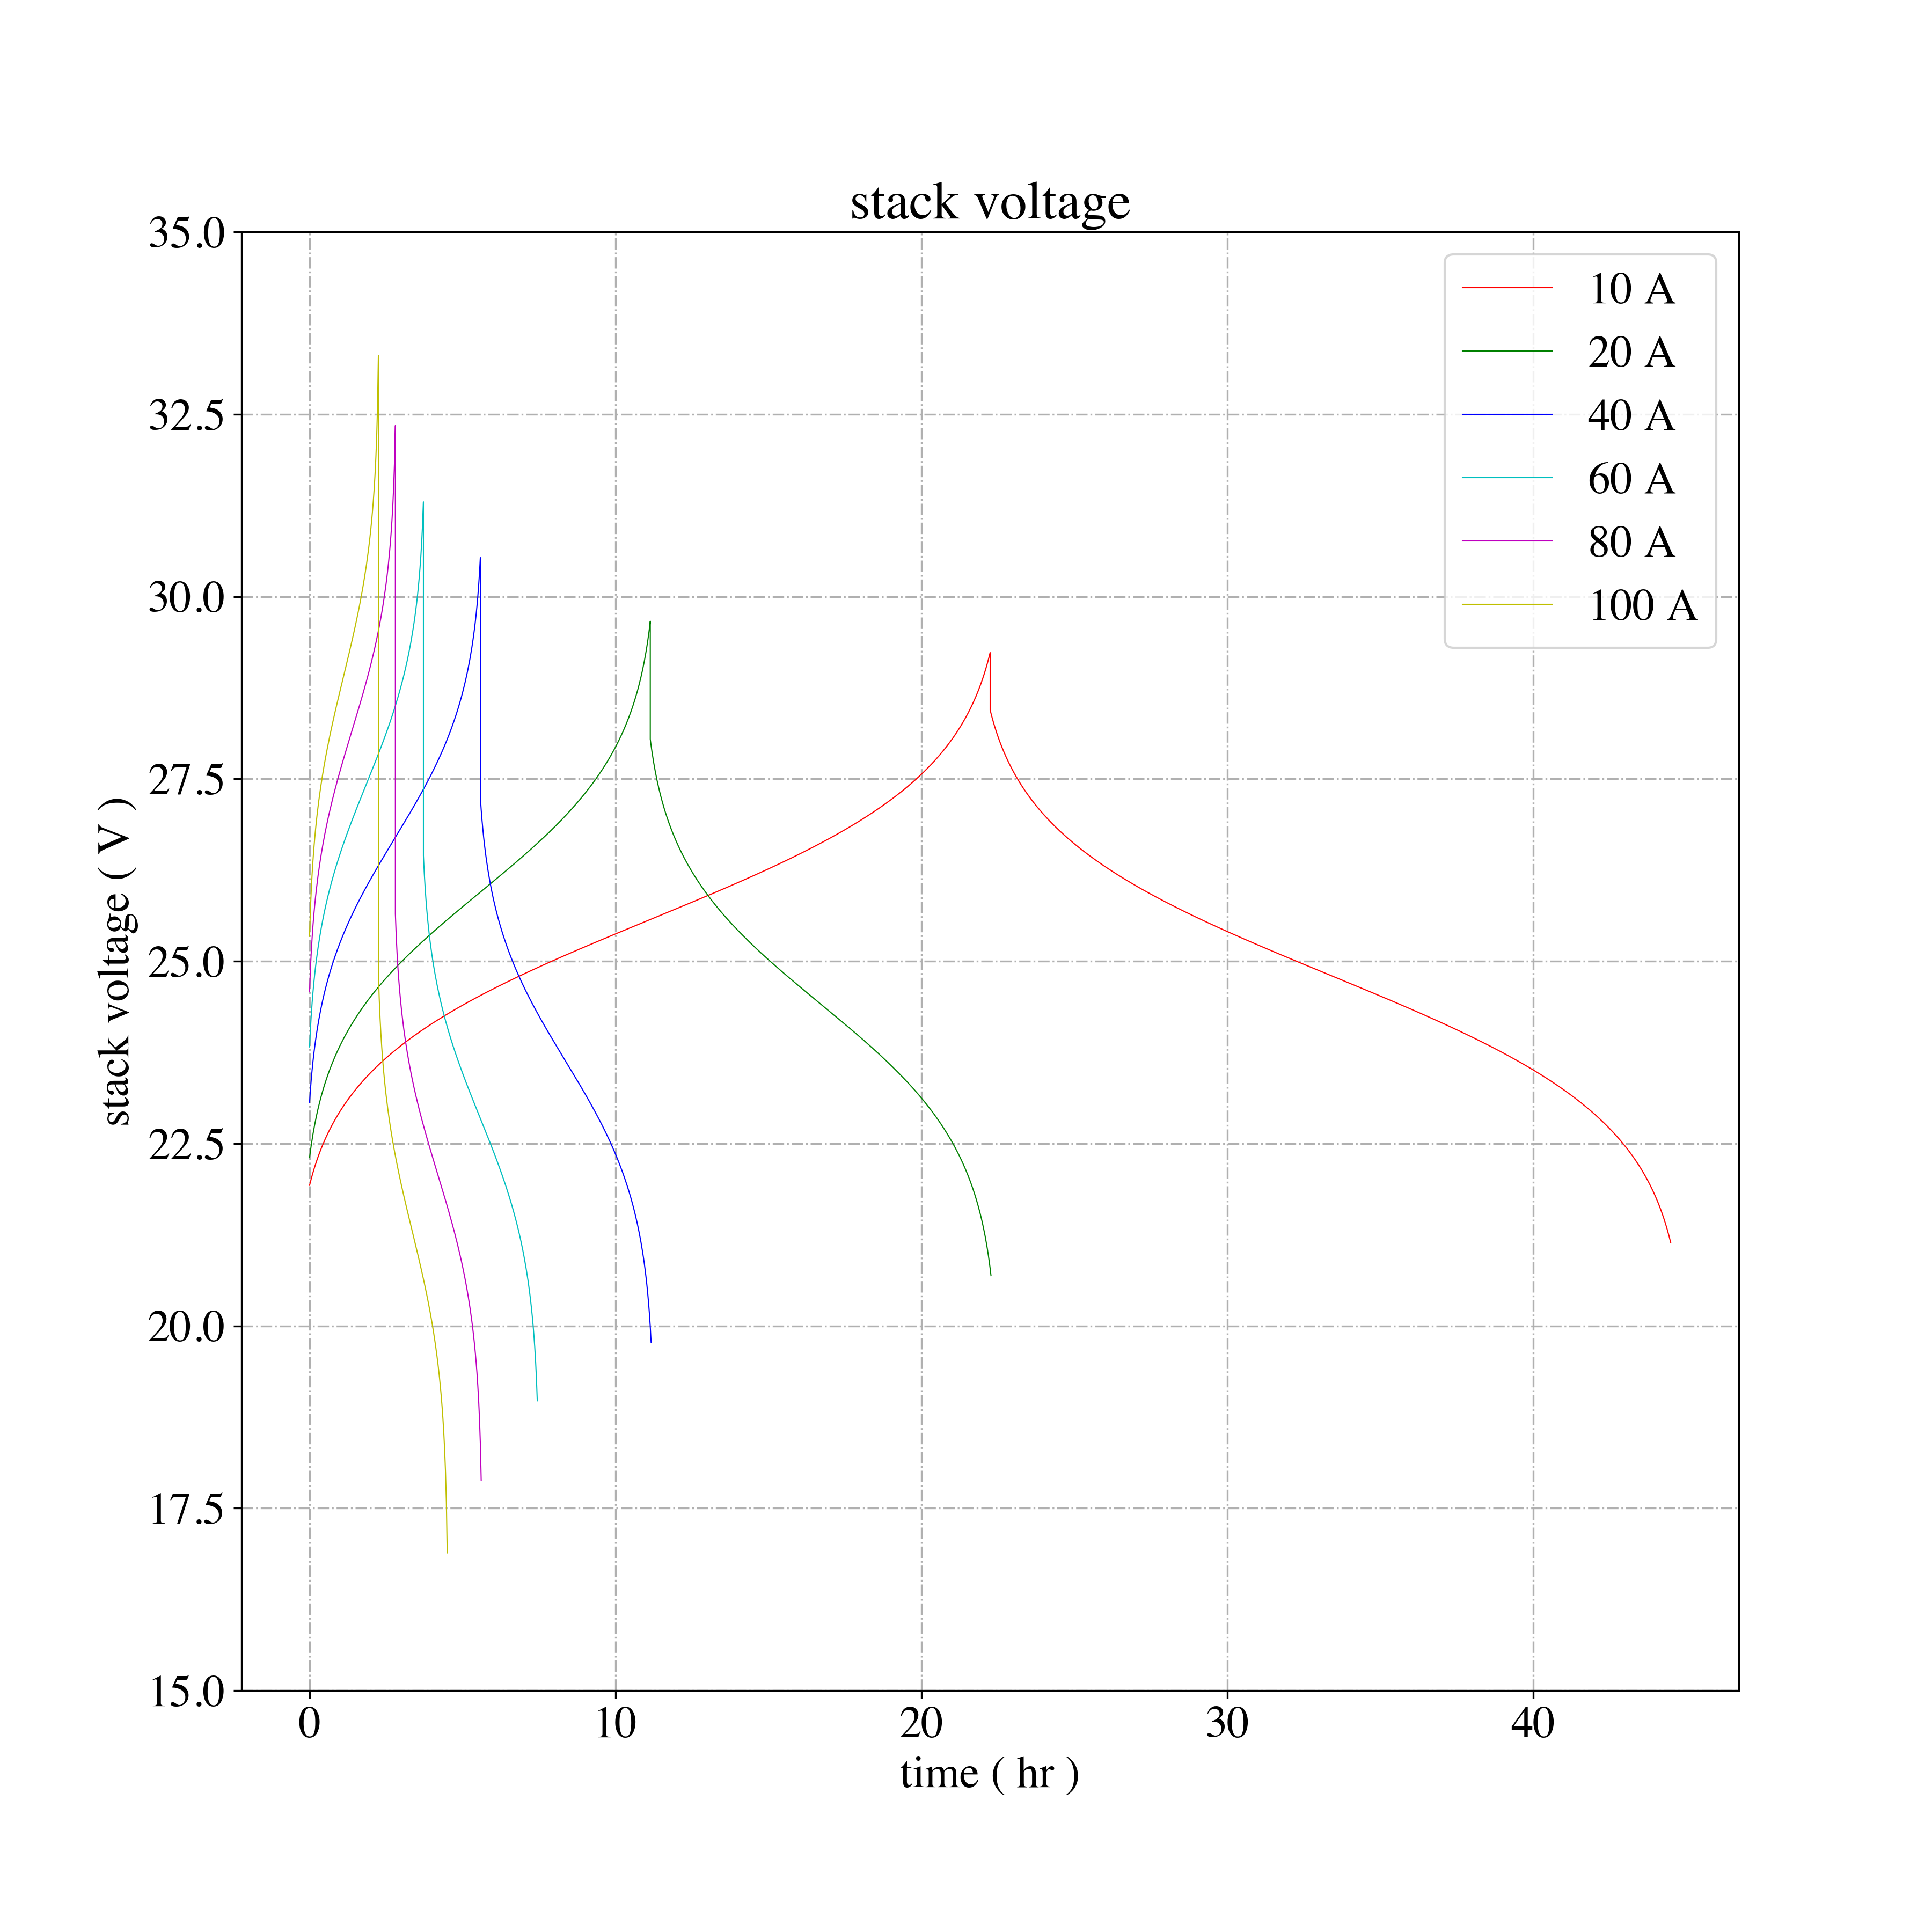 stack voltage
35.0
32.5
30.0
27.5
25.0
22.5
20.0
17.5
15.0
stack voltage ( V )
10 A
20 A
40 A
60 A
80 A
100 A
0 10 20 30 40
time ( hr )